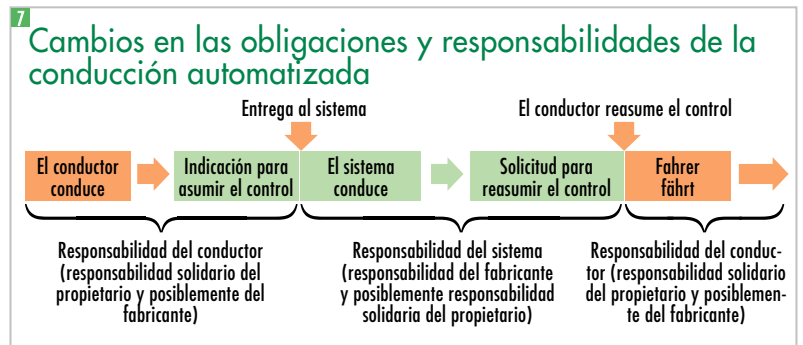 7
Cambios en las obligaciones y responsabilidades de la
conducción automatizada
Entrega al sistema
El conductor reasume el control
El conductor
conduce
Indicación para
asumir el control
El sistema
conduce
Solicitud para
reasumir el control
Fahrer
fährt
Responsabilidad del conductor
(responsabilidad solidario del
propietario y posiblemente del
fabricante)
Responsabilidad del sistema
(responsabilidad del fabricante
y posiblemente responsabilidad
solidaria del propietario)
Responsabilidad del conduc-
tor (responsabilidad solidario
del propietario y posiblemen-
te del fabricante)